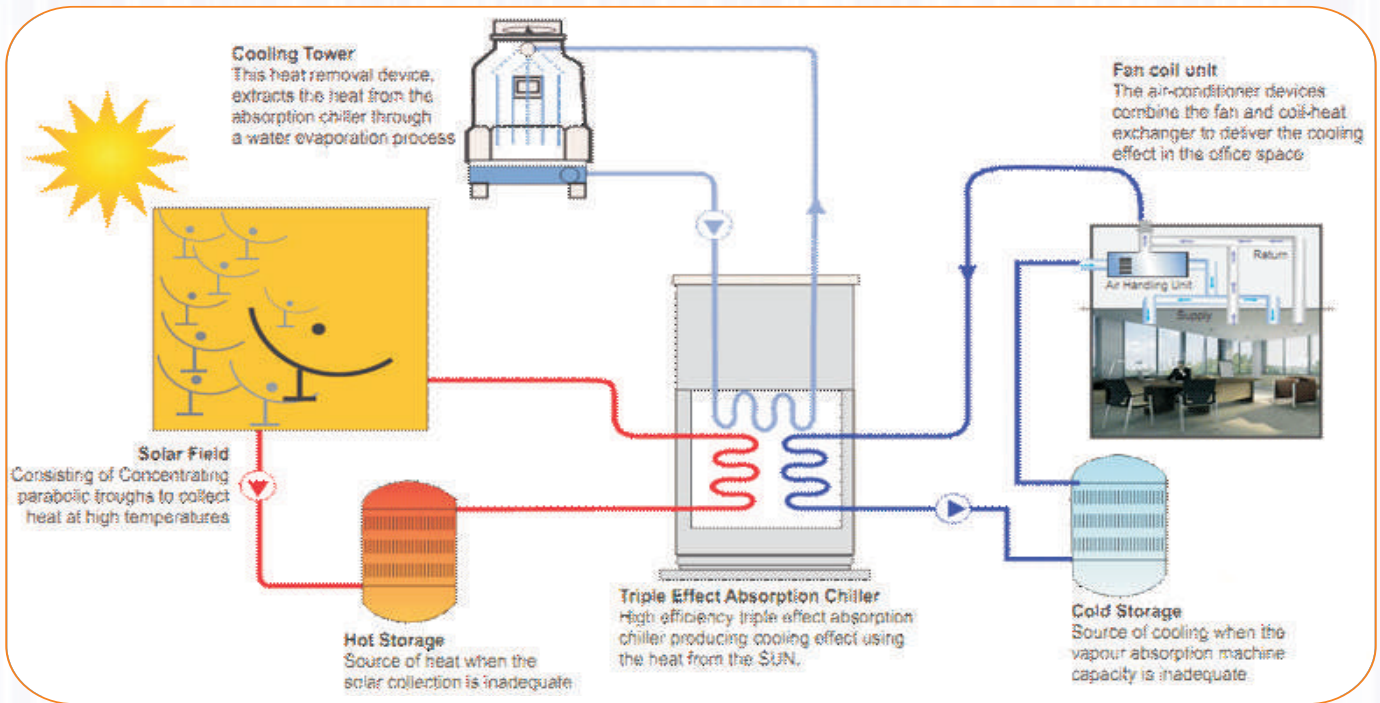 Cooling Tower
This heat removal device,
extracts the heat from the
absorption chiller through
a water evaporation process
Fan coil unit
The air-conditioner devices
combine the fan and coil-heat
exchanger to deliver the cooling
effect in the office space
Return
Air Handling Unit
Supply
Solar Field
Consisting of Concentrating
parabolic troughs to collect
heat at high temperatures
Hot Storage
Source of heat when the
solar collection is inadequate
Triple Effect Absorption Chiller
High efficiency triple effect absorption
chiller producing cooling effect using
the heat from the SUN.
Cold Storage
Source of cooling when the
vapour absorption machine
capacity is inadequate